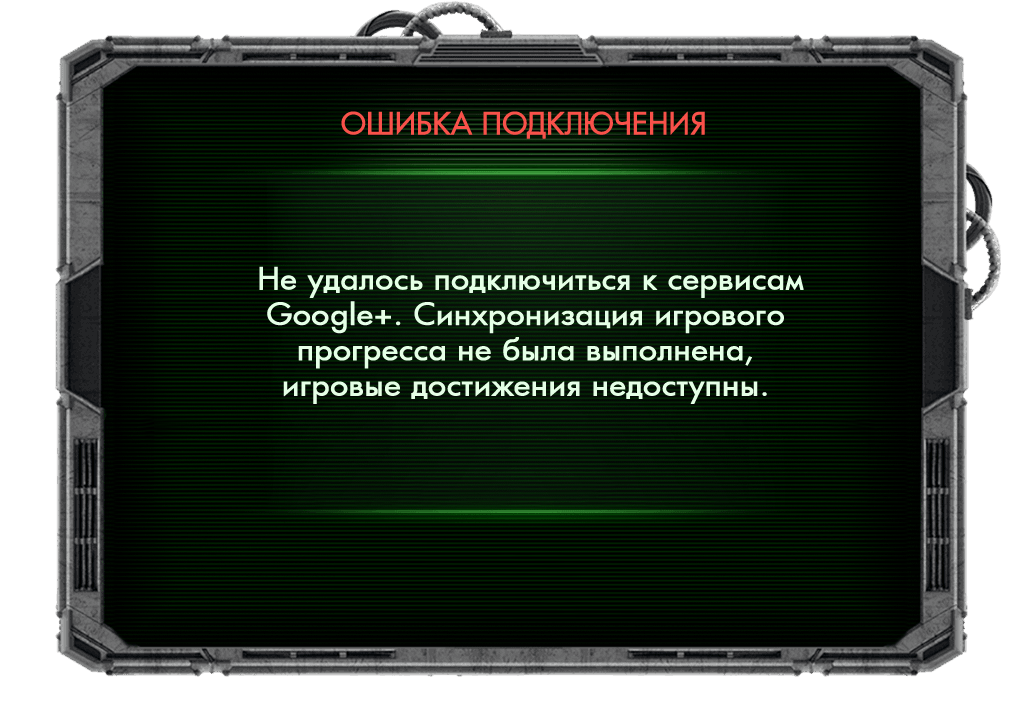 ОШИБКА ПОДКЛЮЧЕНИЯ
Не удалось подключиться к сервисам
Google+. Синхронизация игрового
прогресса не была выполнена,
игровые достижения недоступны.